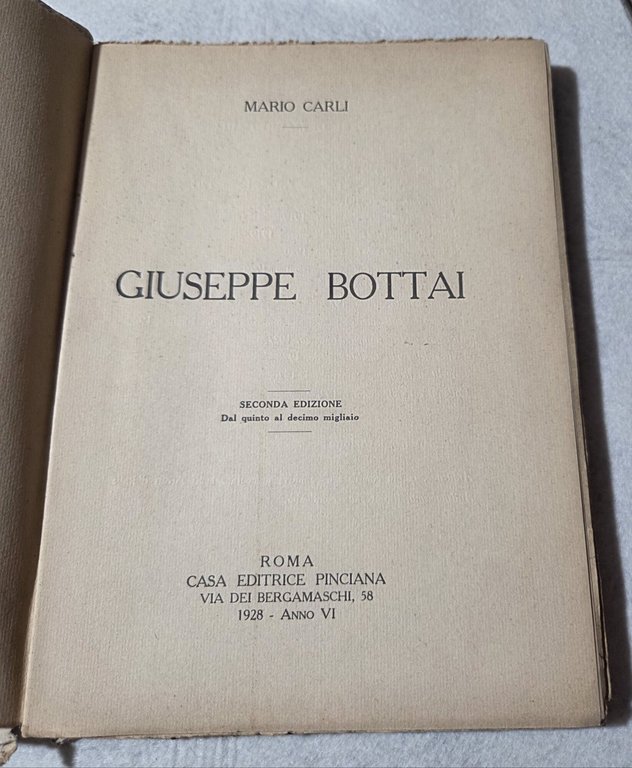 MARIO CARLI
GIUSEPPE BOTTAI
SECONDA EDIZIONE
Dal quinto al decimo migliaio
ROMA
CASA EDITRICE PINCIANA
VIA DEI BERGAMASCHI, 58
1928 - ANNO VI